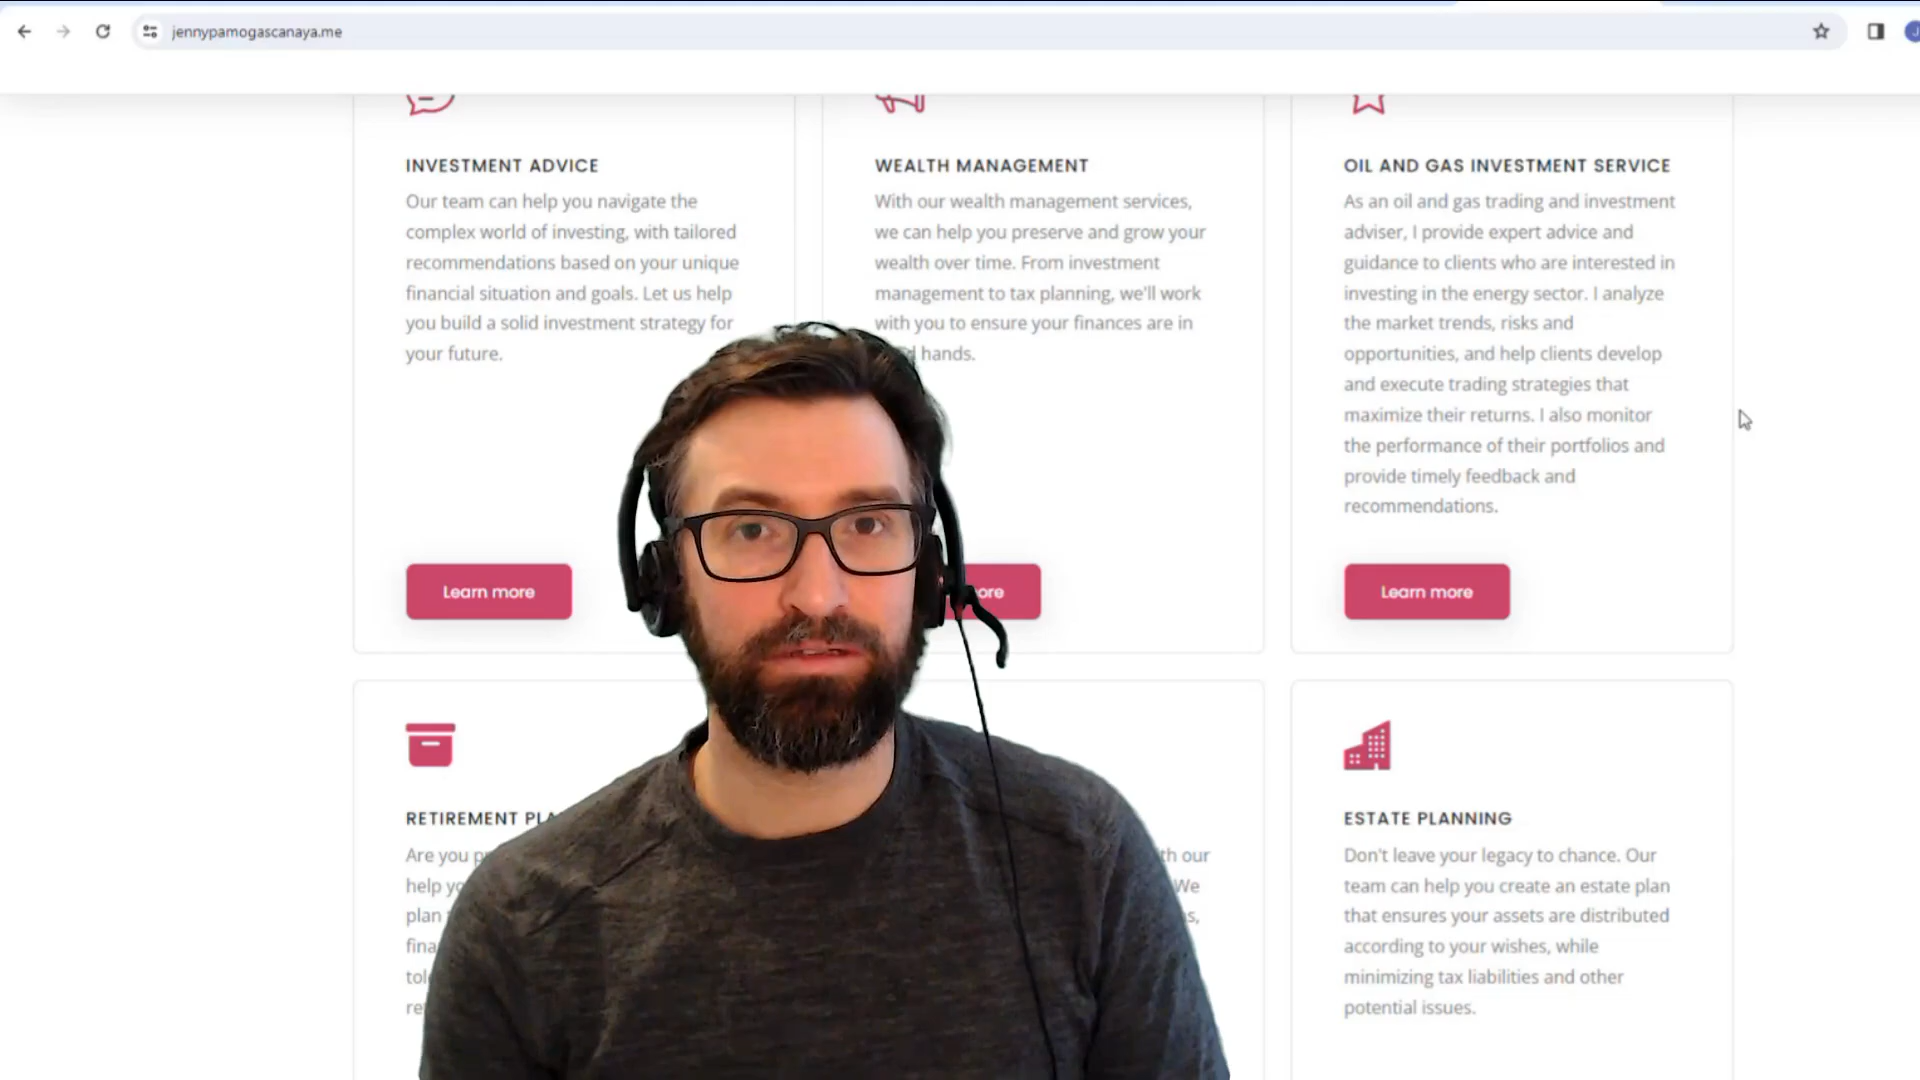 jennypamogascanaya.me
INVESTMENT ADVICE
Our team can help you navigate the
complex world of investing, with tailored
recommendations based on your unique
financial situation and goals. Let us help
you build a solid investment strategy for
your future.
Learn more
WEALTH MANAGEMENT
With our wealth management services,
we can help you preserve and grow your
wealth over time. From investment
management to tax planning, we'll work
with you to ensure your finances are in
hands.
OIL AND GAS INVESTMENT SERVICE
As an oil and gas trading and investment
adviser, I provide expert advice and
guidance to clients who are interested in
investing in the energy sector. I analyze
the market trends, risks and
opportunities, and help clients develop
and execute trading strategies that
maximize their returns. I also monitor
the performance of their portfolios and
provide timely feedback and
recommendations.
Learn more
RETIREMENT
Are you
help
plan
our
We
ESTATE PLANNING
Don't leave your legacy to chance. Our
team can help you create an estate plan
that ensures your assets are distributed
according to your wishes, while
minimizing tax liabilities and other
potential issues.